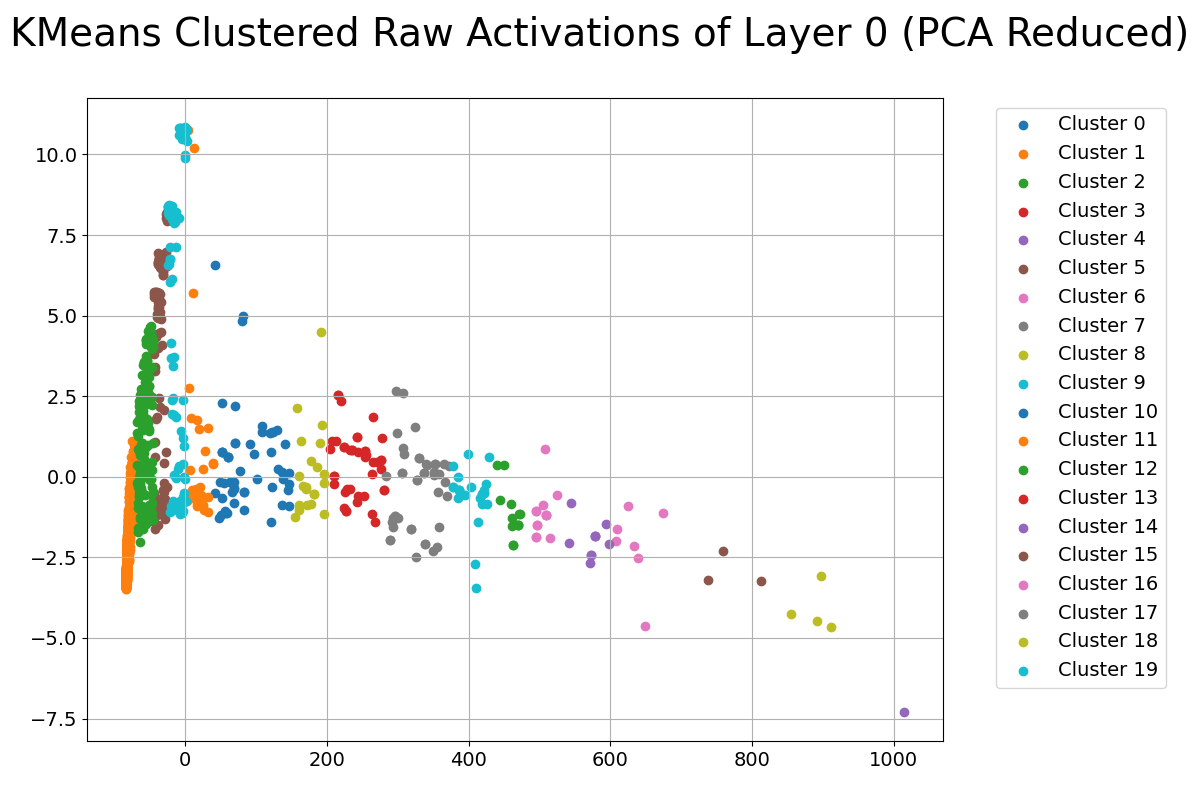 KMeans Clustered Raw Activations of Layer 0 (PCA Reduced)
10.0
7.5
5.0
2.5
0.0
−2.5
−5.0
−7.5
0 200 400 600 800 1000
Cluster 0
Cluster 1
Cluster 2
Cluster 3
Cluster 4
Cluster 5
Cluster 6
Cluster 7
Cluster 8
Cluster 9
Cluster 10
Cluster 11
Cluster 12
Cluster 13
Cluster 14
Cluster 15
Cluster 16
Cluster 17
Cluster 18
Cluster 19